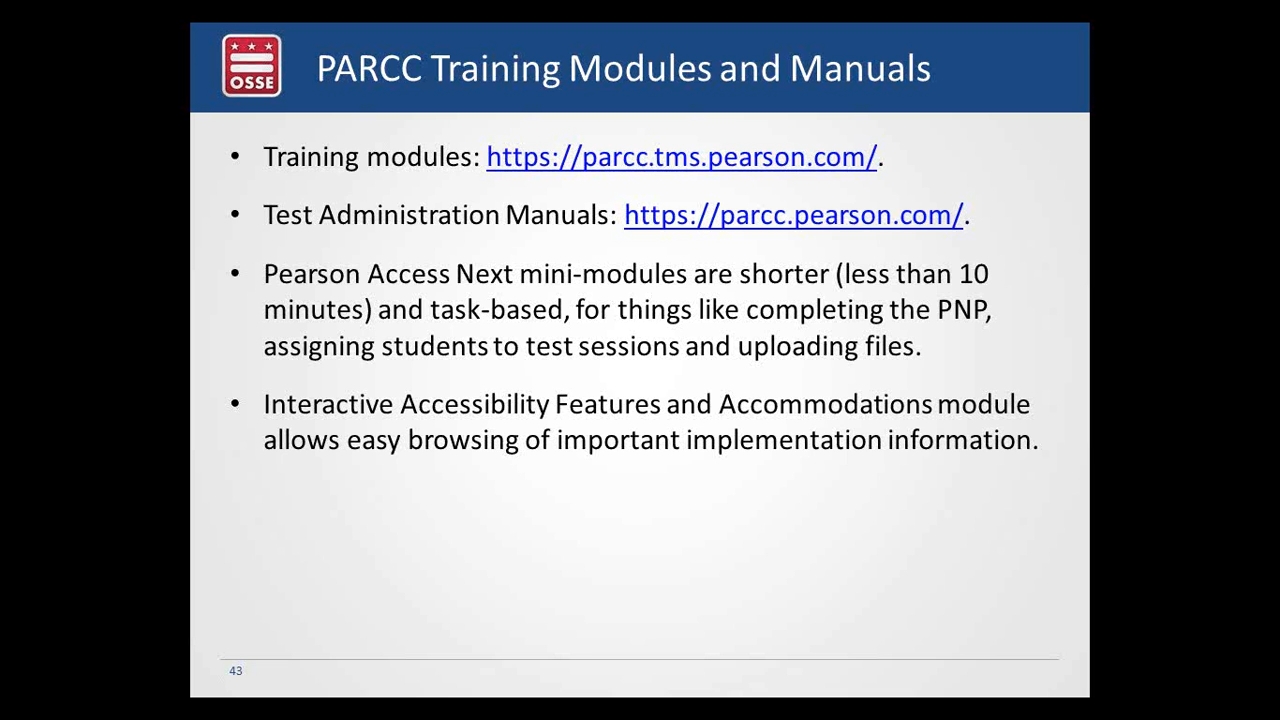 OSSE
PARCC Training Modules and Manuals
• Training modules: https://parcc.tms.pearson.com/.
• Test Administration Manuals: https://parcc.pearson.com/.
• Pearson Access Next mini-modules are shorter (less than 10
minutes) and task-based, for things like completing the PNP,
assigning students to test sessions and uploading files.
• Interactive Accessibility Features and Accommodations module
allows easy browsing of important implementation information.
43